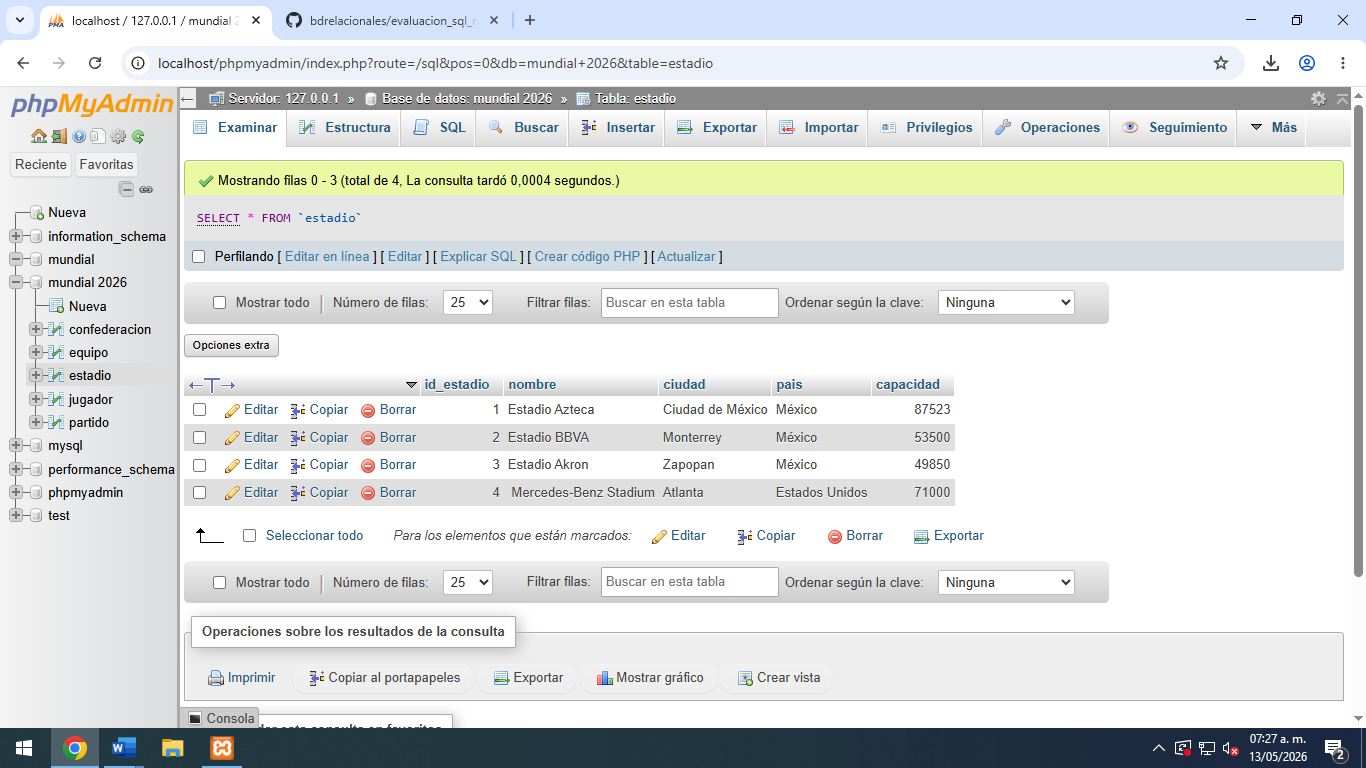 localhost / 127.0.0.1 / mundial 2
bdrelacionales/evaluacion_sql_
localhost/phpmyadmin/index.php?route=/sql&pos=0&db=mundial+2026&table=estadio
phpMyAdmin
Reciente Favoritas
Nueva
information_schema
mundial
mundial 2026
Nueva
confederacion
equipo
estadio
jugador
partido
mysql
performance_schema
phpmyadmin
test
Servidor: 127.0.0.1 » Base de datos: mundial 2026 » Tabla: estadio
Examinar Estructura SQL Buscar Insertar Exportar Importar Privilegios Operaciones Seguimiento Más
Mostrando filas 0 - 3 (total de 4, La consulta tardó 0,0004 segundos.)
SELECT * FROM `estadio`
Perfilando [ Editar en línea ] [ Editar ] [ Explicar SQL ] [ Crear código PHP ] [ Actualizar ]
Mostrar todo Número de filas: 25 Filtrar filas: Buscar en esta tabla Ordenar según la clave: Ninguna
Opciones extra
←T→ id_estadio nombre ciudad pais capacidad
Editar Copiar Borrar 1 Estadio Azteca Ciudad de México México 87523
Editar Copiar Borrar 2 Estadio BBVA Monterrey México 53500
Editar Copiar Borrar 3 Estadio Akron Zapopan México 49850
Editar Copiar Borrar 4 Mercedes-Benz Stadium Atlanta Estados Unidos 71000
Seleccionar todo Para los elementos que están marcados: Editar Copiar Borrar Exportar
Mostrar todo Número de filas: 25 Filtrar filas: Buscar en esta tabla Ordenar según la clave: Ninguna
Operaciones sobre los resultados de la consulta
Imprimir Copiar al portapapeles Exportar Mostrar gráfico Crear vista
Consola
07:27 a. m.
13/05/2026
2